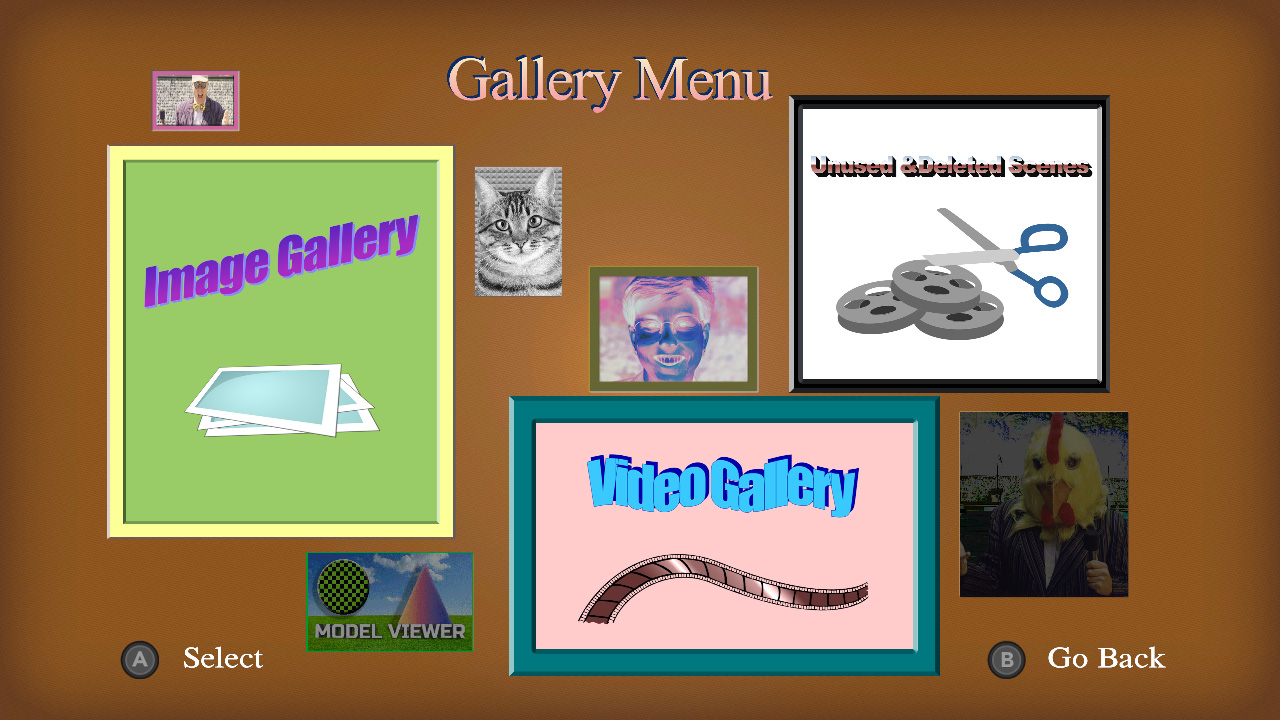 Gallery Menu
Unused &Deleted Scenes
Image Gallery
Video Gallery
MODEL VIEWER
A Select
B Go Back